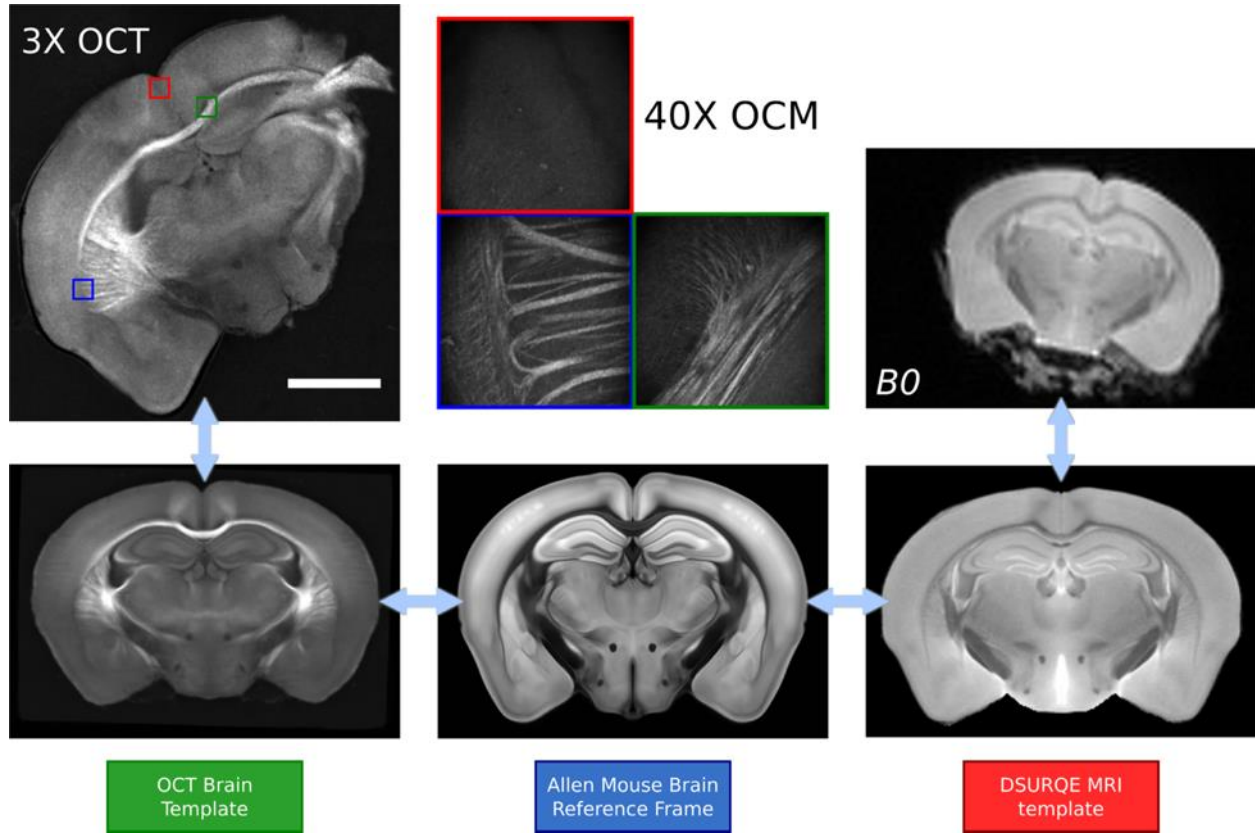 3X OCT
40X OCM
B0
OCT Brain
Template
Allen Mouse Brain
Reference Frame
DSURQE MRI
template